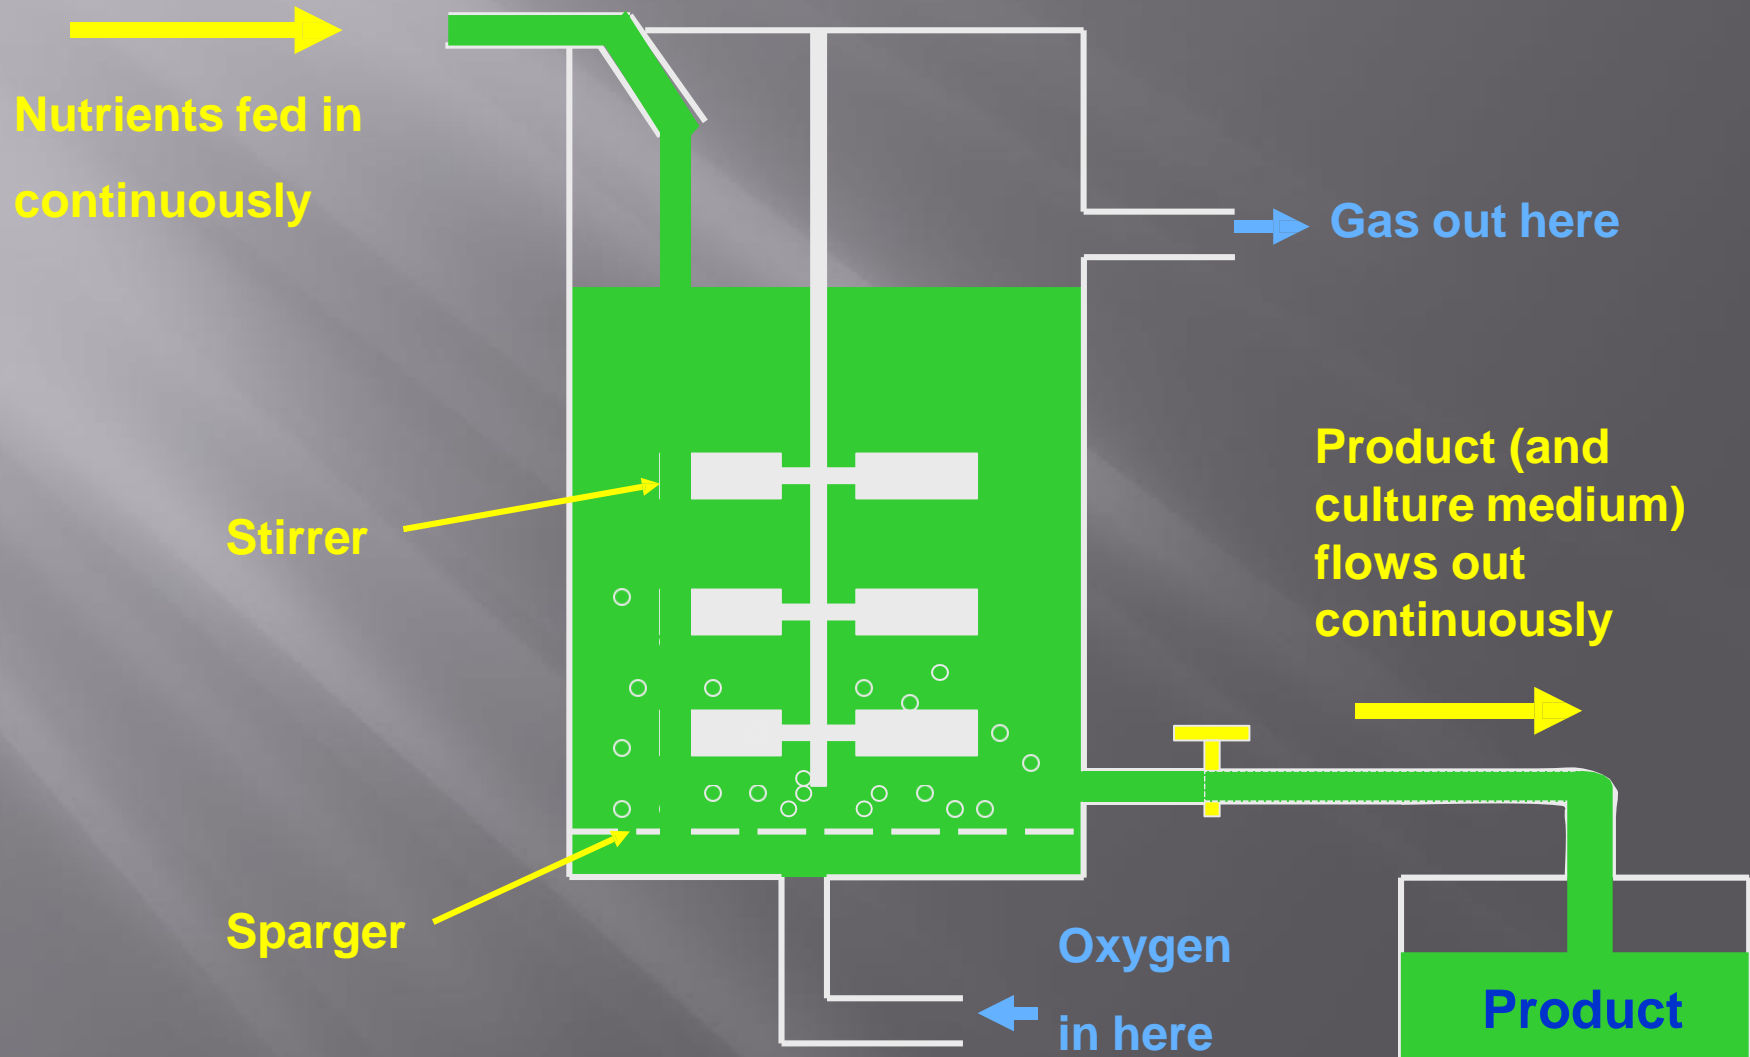 Nutrients fed in
continuously
Gas out here
Product (and
culture medium)
flows out
continuously
Stirrer
Sparger
Oxygen
in here
Product